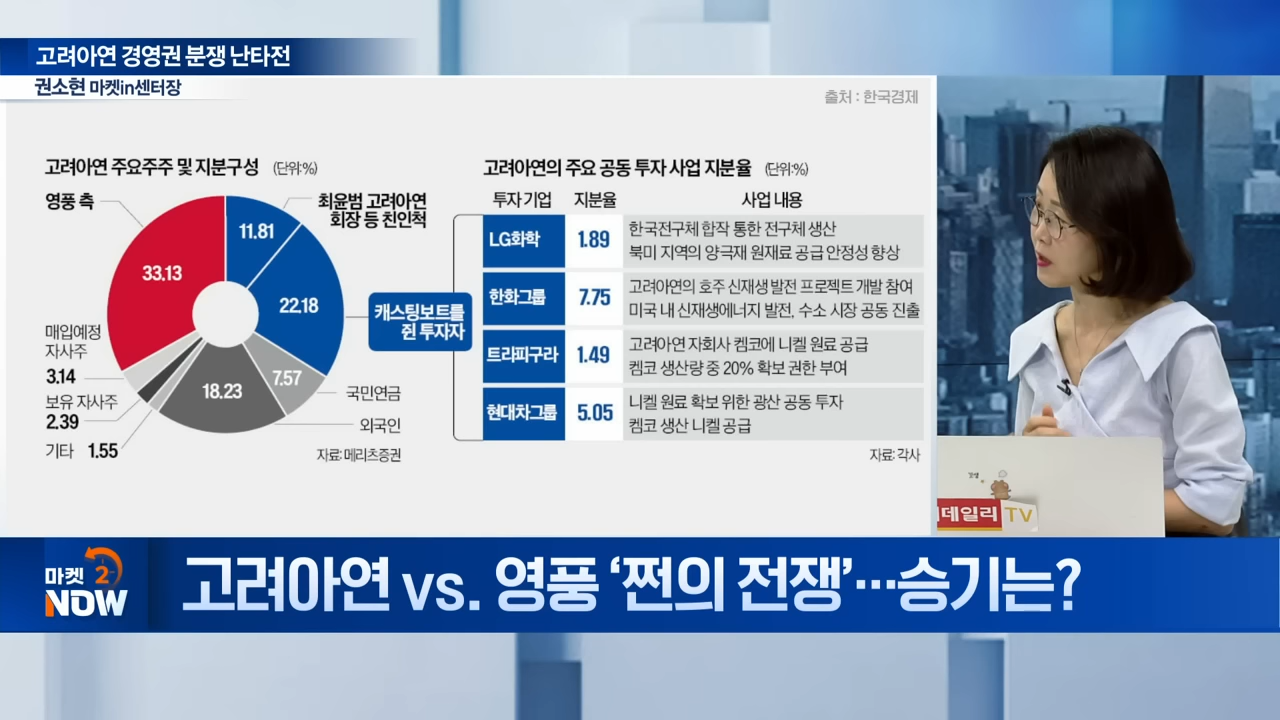 고려아연 경영권 분쟁 난타전
권소현 마켓in센터장
출처 : 한국경제
고려아연 주요주주 및 지분구성 (단위:%)
영풍 측
33.13
최윤범 고려아연
회장 등 친인척
11.81
22.18
캐스팅보트를
쥔 투자자
7.57
국민연금
18.23
외국인
매입예정
자사주
3.14
보유 자사주
2.39
기타 1.55
자료:메리츠증권
고려아연의 주요 공동 투자 사업 지분율 (단위:%)
투자 기업 지분율 사업 내용
LG화학 1.89 한국전구체 합작 통한 전구체 생산
북미 지역의 양극재 원재료 공급 안정성 향상
한화그룹 7.75 고려아연의 호주 신재생 발전 프로젝트 개발 참여
미국 내 신재생에너지 발전, 수소 시장 공동 진출
트라피구라 1.49 고려아연 자회사 켐코에 니켈 원료 공급
켐코 생산량 중 20% 확보 권한 부여
현대차그룹 5.05 니켈 원료 확보 위한 광산 공동 투자
켐코 생산 니켈 공급
자료:각사
데일리 TV
마켓 2
NOW
고려아연 vs. 영풍 ‘쩐의 전쟁’…승기는?